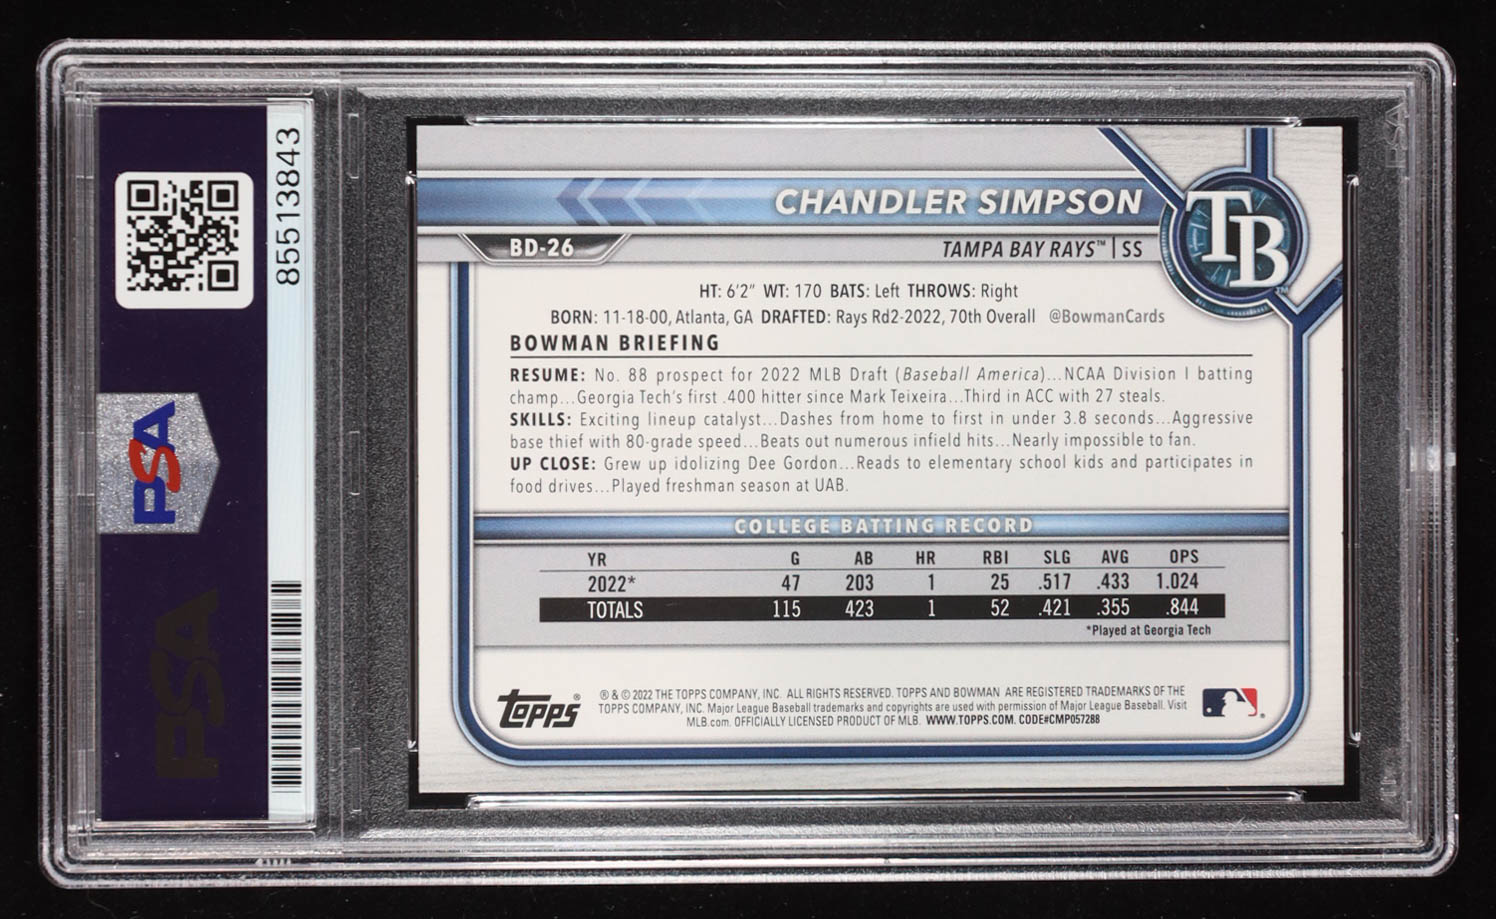 85513843
PSA
PSA
CHANDLER SIMPSON
TB
BD-26
TAMPA BAY RAYS™ | SS
HT: 6'2" WT: 170 BATS: Left THROWS: Right
BORN: 11-18-00, Atlanta, GA DRAFTED: Rays Rd2-2022, 70th Overall @BowmanCards
BOWMAN BRIEFING
RESUME: No. 88 prospect for 2022 MLB Draft (Baseball America)...NCAA Division I batting
champ...Georgia Tech's first .400 hitter since Mark Teixeira...Third in ACC with 27 steals.
SKILLS: Exciting lineup catalyst...Dashes from home to first in under 3.8 seconds...Aggressive
base thief with 80-grade speed...Beats out numerous infield hits...Nearly impossible to fan.
UP CLOSE: Grew up idolizing Dee Gordon...Reads to elementary school kids and participates in
food drives...Played freshman season at UAB.
COLLEGE BATTING RECORD
YR G AB HR RBI SLG AVG OPS
2022* 47 203 1 25 .517 .433 1.024
TOTALS 115 423 1 52 .421 .355 .844
*Played at Georgia Tech
Topps®
® & © 2022 THE TOPPS COMPANY, INC. ALL RIGHTS RESERVED. TOPPS AND BOWMAN ARE REGISTERED TRADEMARKS OF THE
TOPPS COMPANY, INC. Major League Baseball trademarks and copyrights are used with permission of Major League Baseball. Visit
MLB.com. OFFICIALLY LICENSED PRODUCT OF MLB. WWW.TOPPS.COM. CODE#CMP057288